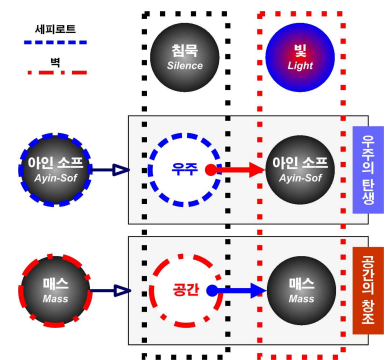 세피로트
벽
침묵
Silence
빛
Light
아인 소프
Ayin-Sof
우주
아인 소프
Ayin-Sof
우주의 탄생
매스
Mass
공간
매스
Mass
공간의 창조